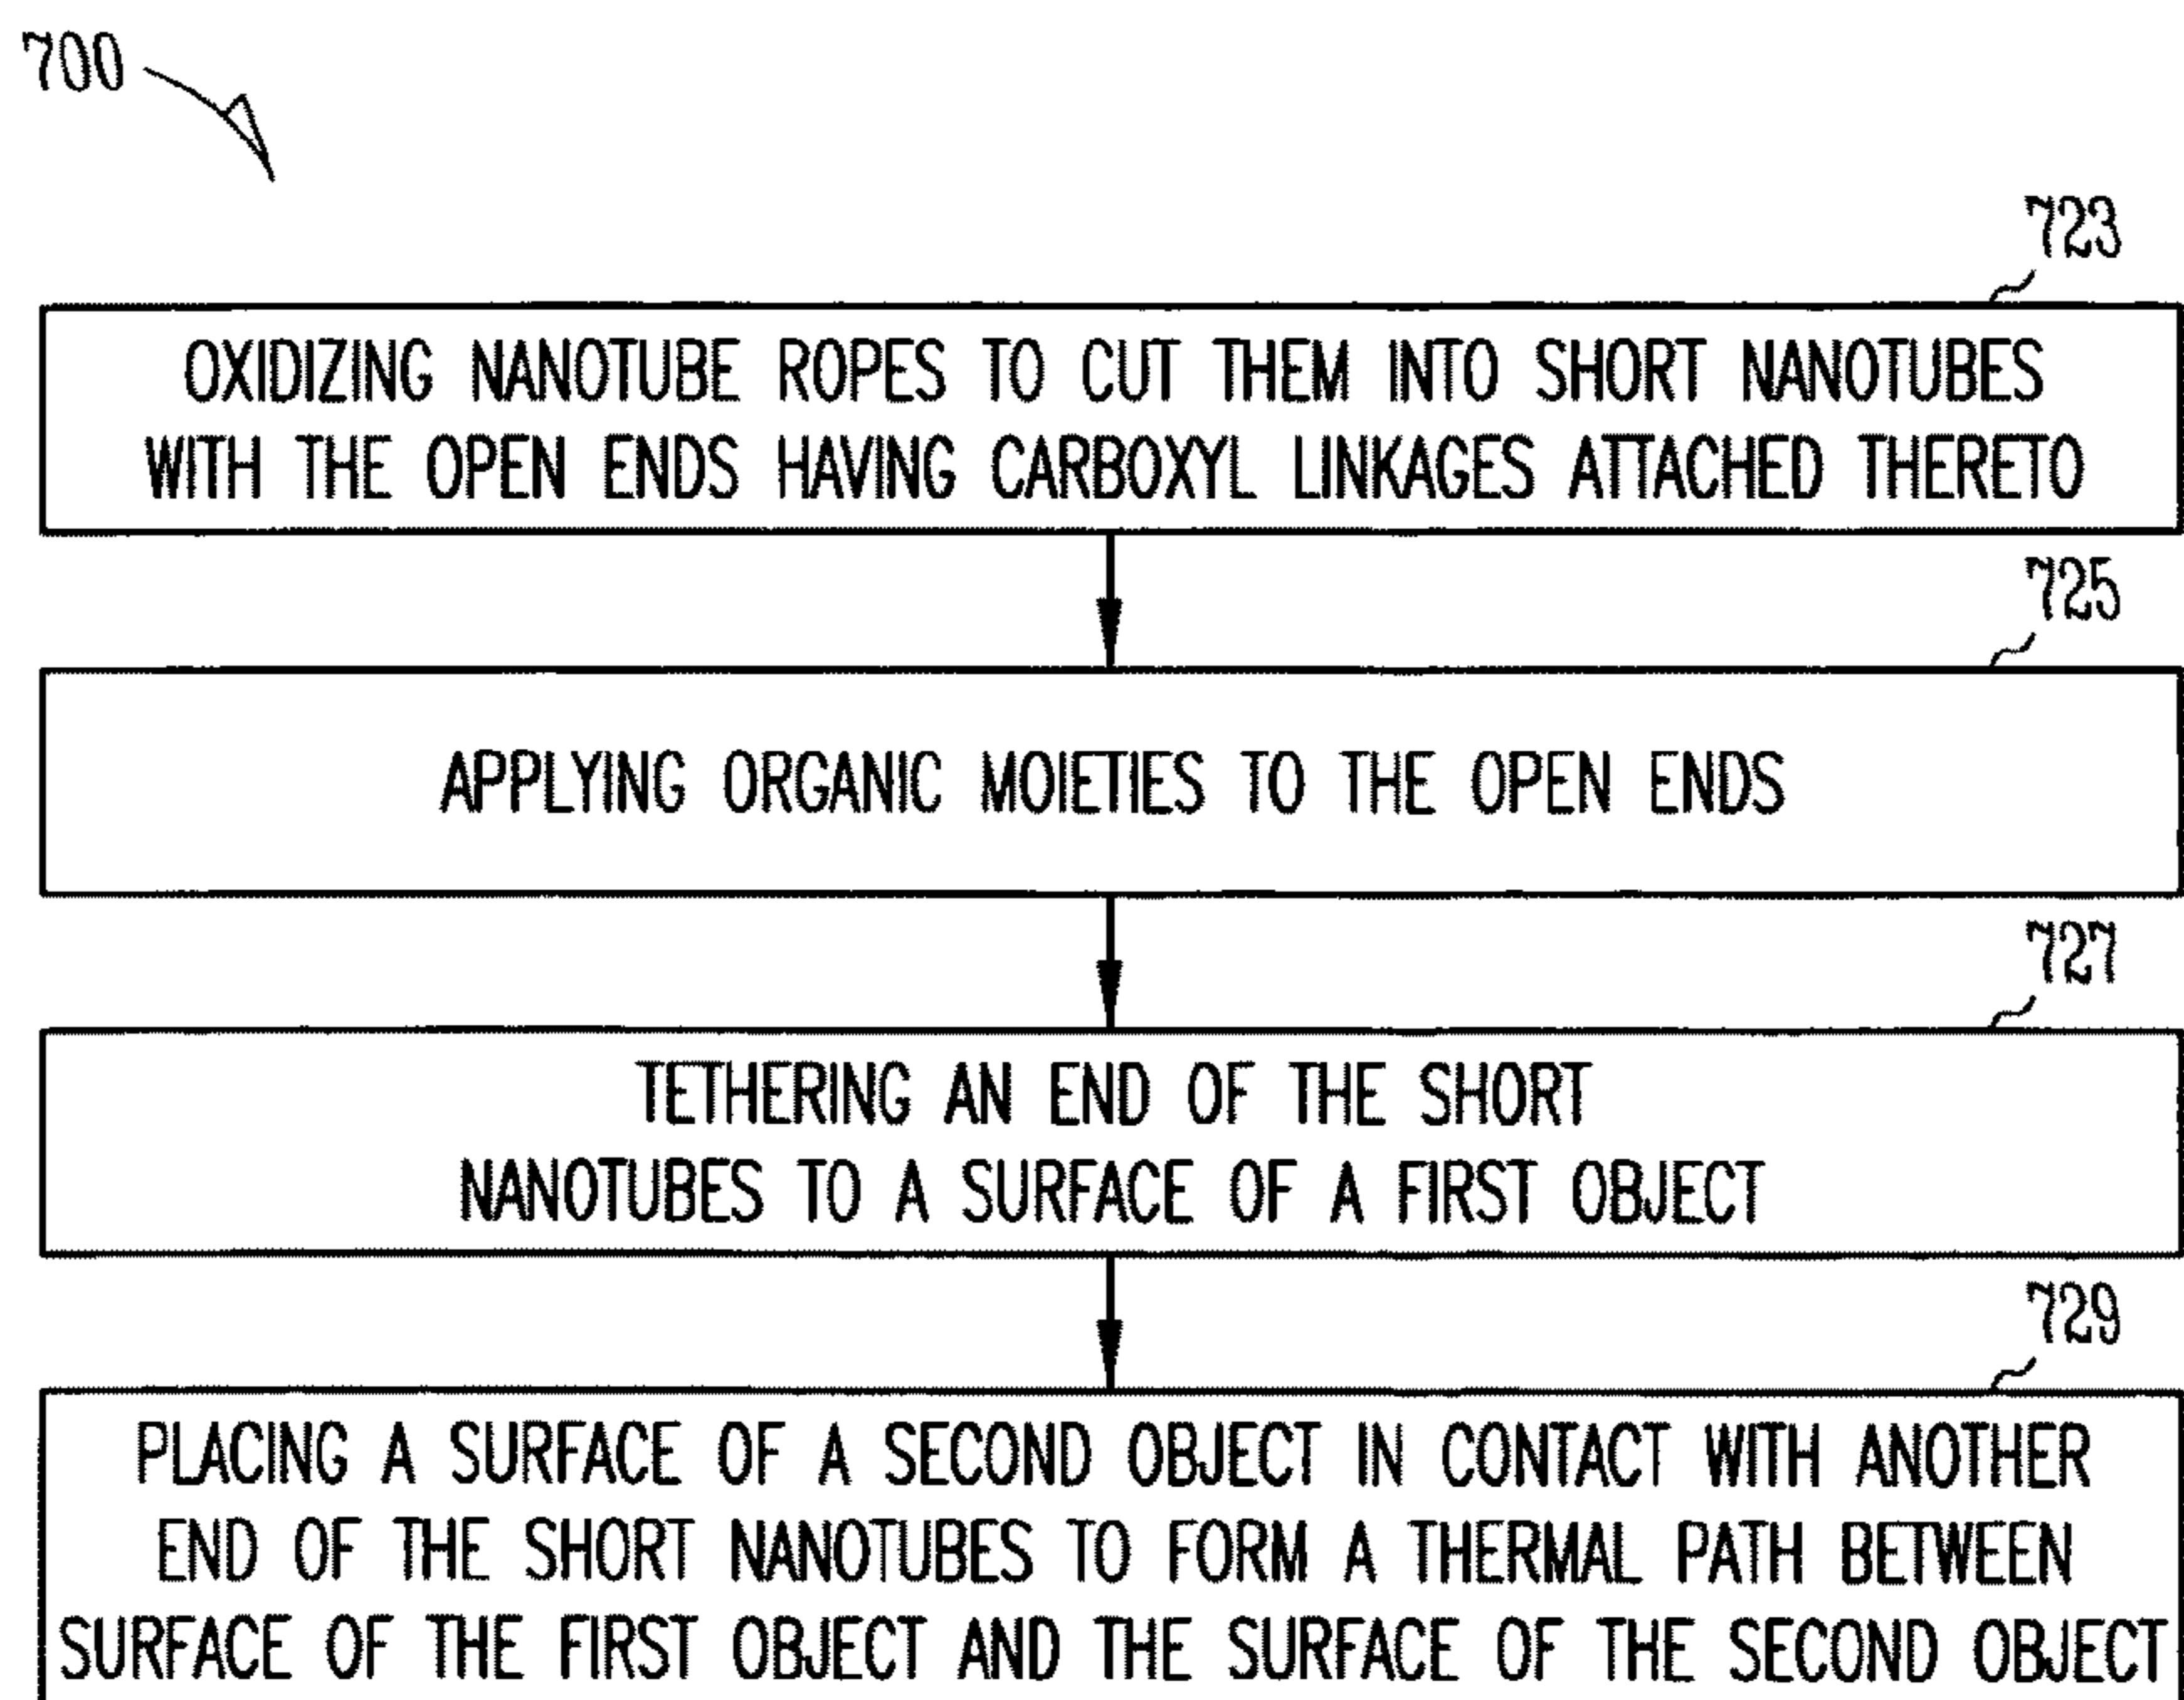 700
723
OXIDIZING NANOTUBE ROPES TO CUT THEM INTO SHORT NANOTUBES
WITH THE OPEN ENDS HAVING CARBOXYL LINKAGES ATTACHED THERETO
725
APPLYING ORGANIC MOIETIES TO THE OPEN ENDS
727
TETHERING AN END OF THE SHORT
NANOTUBES TO A SURFACE OF A FIRST OBJECT
729
PLACING A SURFACE OF A SECOND OBJECT IN CONTACT WITH ANOTHER
END OF THE SHORT NANOTUBES TO FORM A THERMAL PATH BETWEEN
SURFACE OF THE FIRST OBJECT AND THE SURFACE OF THE SECOND OBJECT